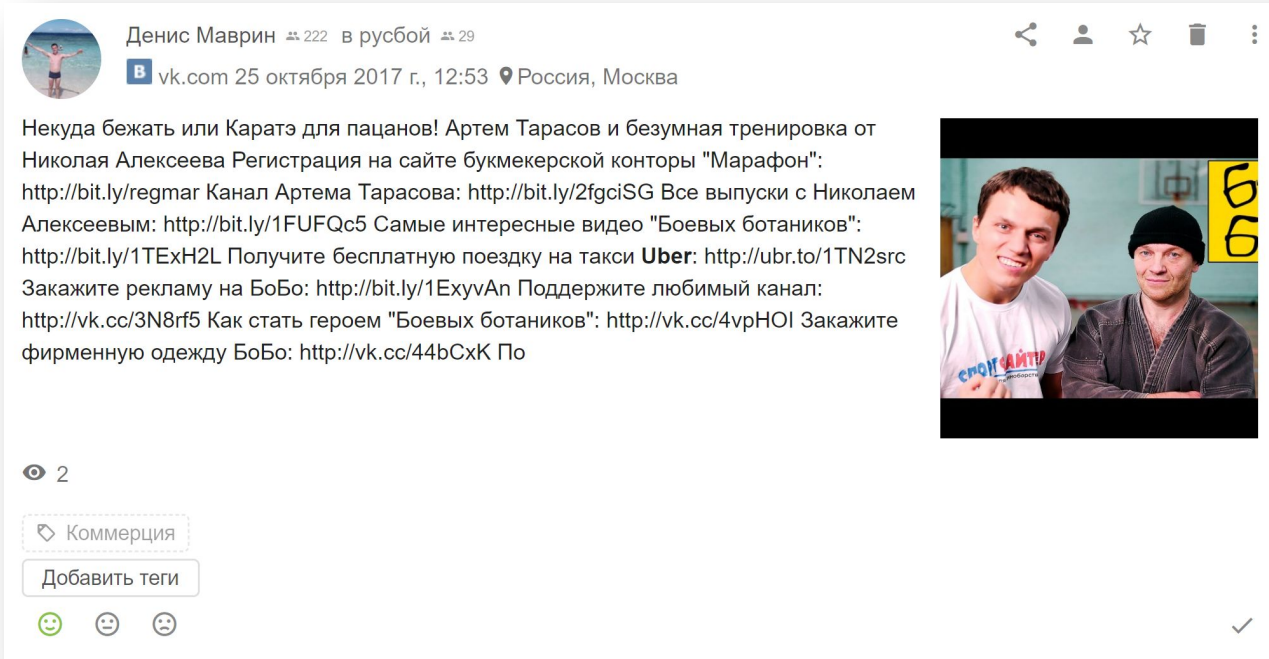 Денис Маврин 222 в русбой 29
В vk.com 25 октября 2017 г., 12:53 Россия, Москва
Некуда бежать или Каратэ для пацанов! Артем Тарасов и безумная тренировка от
Николая Алексеева Регистрация на сайте букмекерской конторы "Марафон":
http://bit.ly/regmar Канал Артема Тарасова: http://bit.ly/2fgciSG Все выпуски с Николаем
Алексеевым: http://bit.ly/1FUFQc5 Самые интересные видео "Боевых ботаников":
http://bit.ly/1TExH2L Получите бесплатную поездку на такси Uber: http://ubr.to/1TN2src
Закажите рекламу на БоБо: http://bit.ly/1ExyvAn Поддержите любимый канал:
http://vk.cc/3N8rf5 Как стать героем "Боевых ботаников": http://vk.cc/4vpHOI Закажите
фирменную одежду БоБо: http://vk.cc/44bCxK По
Б
Б
СПОРТСАЙТЕР
2
Коммерция
Добавить теги